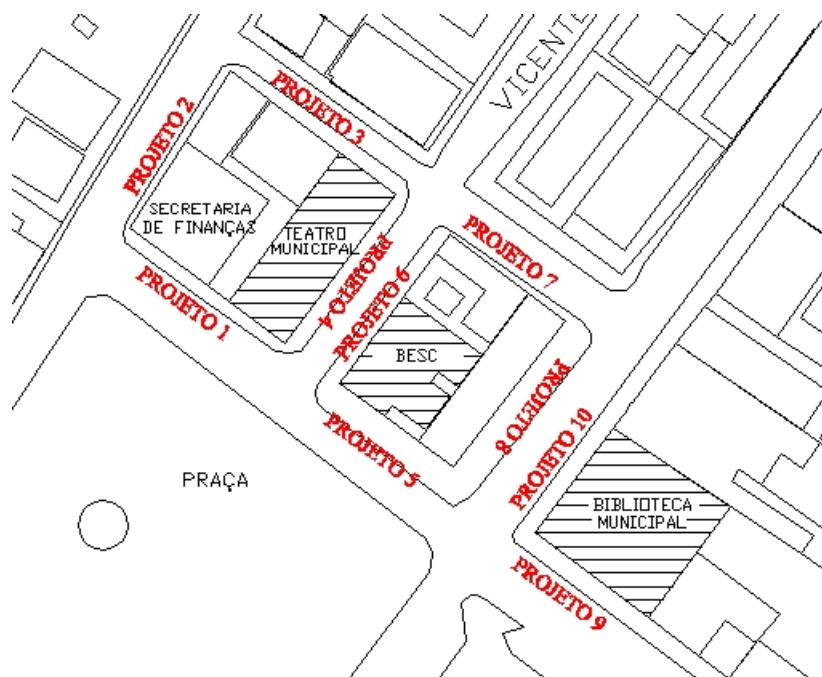 VICENTE
PROJETO 2
PROJETO 3
SECRETARIA
DE FINANÇAS
TEATRO
MUNICIPAL
PROJETO 4
PROJETO 1
PROJETO 6
PROJETO 7
BESC
PROJETO 5
PROJETO 8
PROJETO 10
PRAÇA
BIBLIOTECA
MUNICIPAL
PROJETO 9